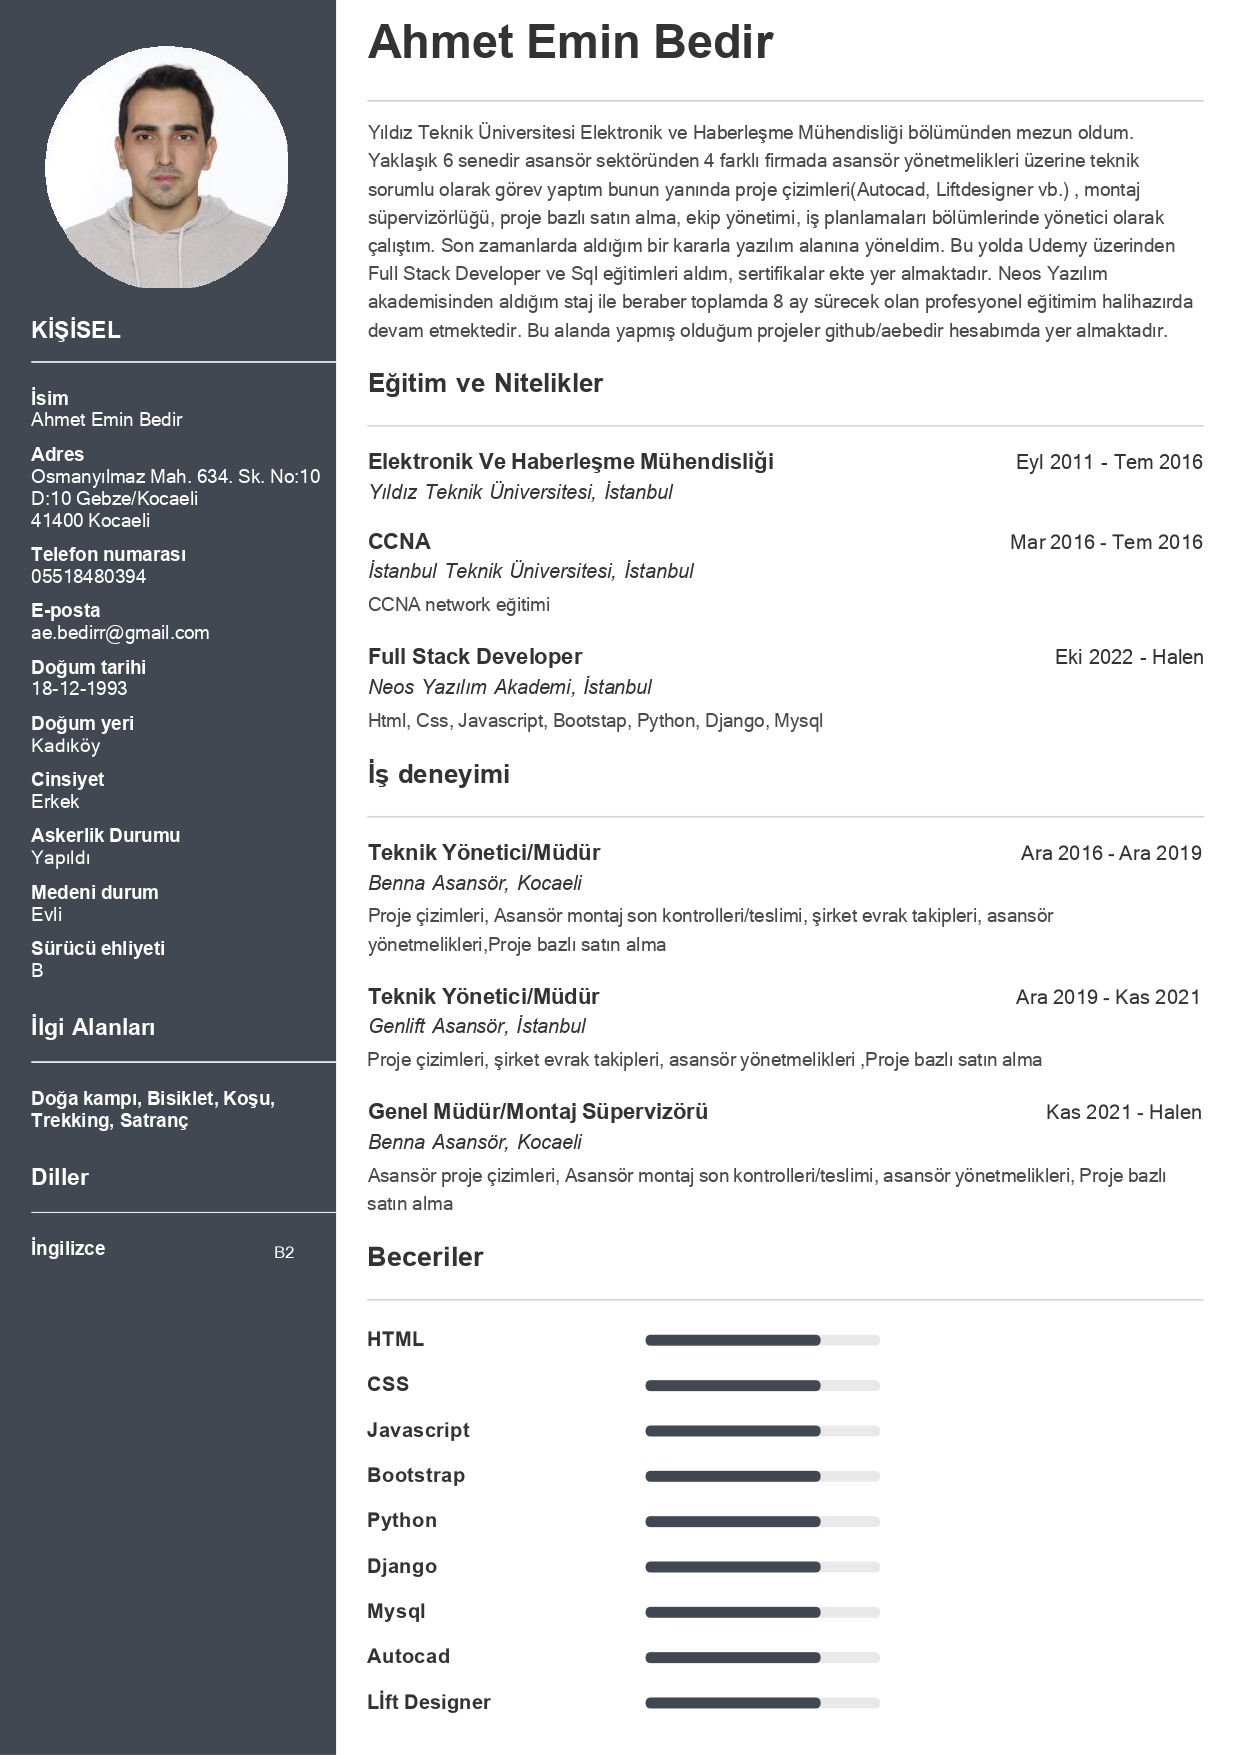 Ahmet Emin Bedir
Yıldız Teknik Üniversitesi Elektronik ve Haberleşme Mühendisliği bölümünden mezun oldum.
Yaklaşık 6 senedir asansör sektöründen 4 farklı firmada asansör yönetmelikleri üzerine teknik
sorumlu olarak görev yaptım bunun yanında proje çizimleri(Autocad, Liftdesigner vb.) , montaj
süpervizörlüğü, proje bazlı satın alma, ekip yönetimi, iş planlamaları bölümlerinde yönetici olarak
çalıştım. Son zamanlarda aldığım bir kararla yazılım alanına yöneldim. Bu yolda Udemy üzerinden
Full Stack Developer ve Sql eğitimleri aldım, sertifikalar ekte yer almaktadır. Neos Yazılım
akademisinden aldığım staj ile beraber toplamda 8 ay sürecek olan profesyonel eğitimim halihazırda
devam etmektedir. Bu alanda yapmış olduğum projeler github/aebedir hesabımda yer almaktadır.
KİŞİSEL
İsim
Ahmet Emin Bedir
Adres
Osmanyılmaz Mah. 634. Sk. No:10
D:10 Gebze/Kocaeli
41400 Kocaeli
Telefon numarası
05518480394
E-posta
ae.bedirr@gmail.com
Doğum tarihi
18-12-1993
Doğum yeri
Kadıköy
Cinsiyet
Erkek
Askerlik Durumu
Yapıldı
Medeni durum
Evli
Sürücü ehliyeti
B
İlgi Alanları
Doğa kampı, Bisiklet, Koşu,
Trekking, Satranç
Diller
İngilizce B2
Eğitim ve Nitelikler
Elektronik Ve Haberleşme Mühendisliği Eyl 2011 - Tem 2016
Yıldız Teknik Üniversitesi, İstanbul
CCNA Mar 2016 - Tem 2016
İstanbul Teknik Üniversitesi, İstanbul
CCNA network eğitimi
Full Stack Developer Eki 2022 - Halen
Neos Yazılım Akademi, İstanbul
Html, Css, Javascript, Bootstap, Python, Django, Mysql
İş deneyimi
Teknik Yönetici/Müdür Ara 2016 - Ara 2019
Benna Asansör, Kocaeli
Proje çizimleri, Asansör montaj son kontrolleri/teslimi, şirket evrak takipleri, asansör
yönetmelikleri,Proje bazlı satın alma
Teknik Yönetici/Müdür Ara 2019 - Kas 2021
Genlift Asansör, İstanbul
Proje çizimleri, şirket evrak takipleri, asansör yönetmelikleri ,Proje bazlı satın alma
Genel Müdür/Montaj Süpervizörü Kas 2021 - Halen
Benna Asansör, Kocaeli
Asansör proje çizimleri, Asansör montaj son kontrolleri/teslimi, asansör yönetmelikleri, Proje bazlı
satın alma
Beceriler
HTML
CSS
Javascript
Bootstrap
Python
Django
Mysql
Autocad
Lİft Designer